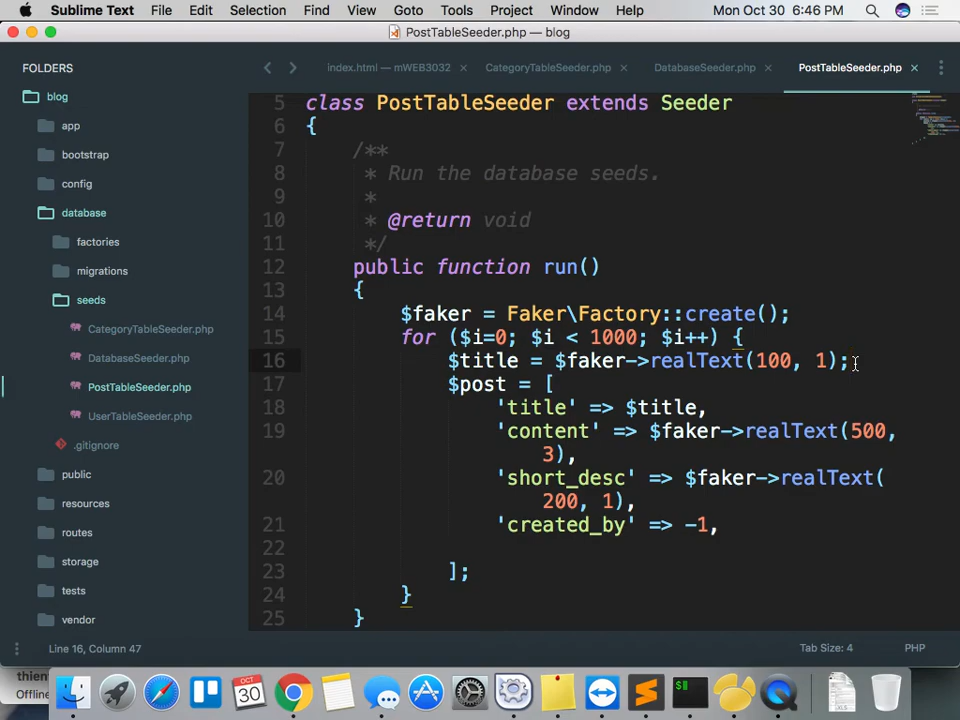 Sublime Text File Edit Selection Find View Goto Tools Project Window Help Mon Oct 30 6:46 PM
PostTableSeeder.php — blog
FOLDERS
blog
app
bootstrap
config
database
factories
migrations
seeds
CategoryTableSeeder.php
DatabaseSeeder.php
PostTableSeeder.php
UserTableSeeder.php
.gitignore
public
resources
routes
storage
tests
vendor
index.html — mWEB3032 × CategoryTableSeeder.php × DatabaseSeeder.php × PostTableSeeder.php ×
5 class PostTableSeeder extends Seeder
6 {
7 /**
8 * Run the database seeds.
9 *
10 * @return void
11 */
12 public function run()
13 {
14 $faker = Faker\Factory::create();
15 for ($i=0; $i < 1000; $i++) {
16 $title = $faker->realText(100, 1);
17 $post = [
18 'title' => $title,
19 'content' => $faker->realText(500,
3),
20 'short_desc' => $faker->realText(
200, 1),
21 'created_by' => -1,
22
23 ];
24 }
25 }
Line 16, Column 47 Tab Size: 4 PHP
thien
Offline
OCT
30
$
XLS